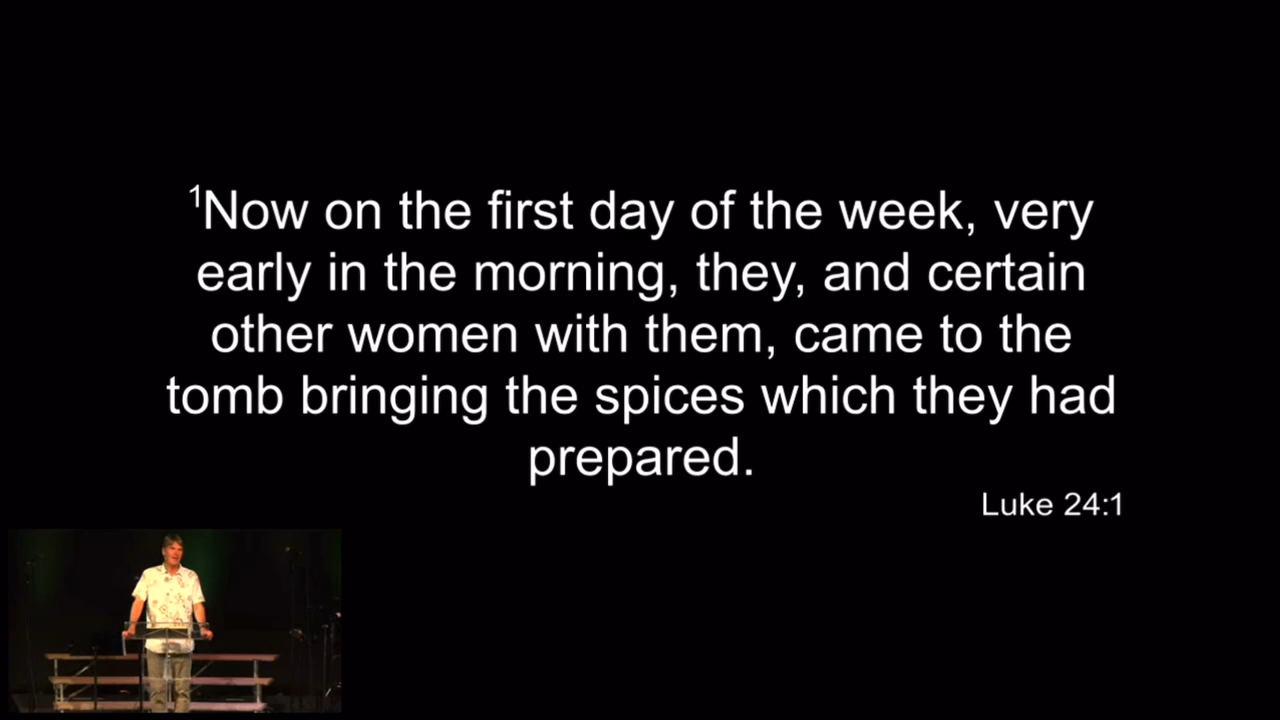 ¹Now on the first day of the week, very
early in the morning, they, and certain
other women with them, came to the
tomb bringing the spices which they had
prepared.
Luke 24:1